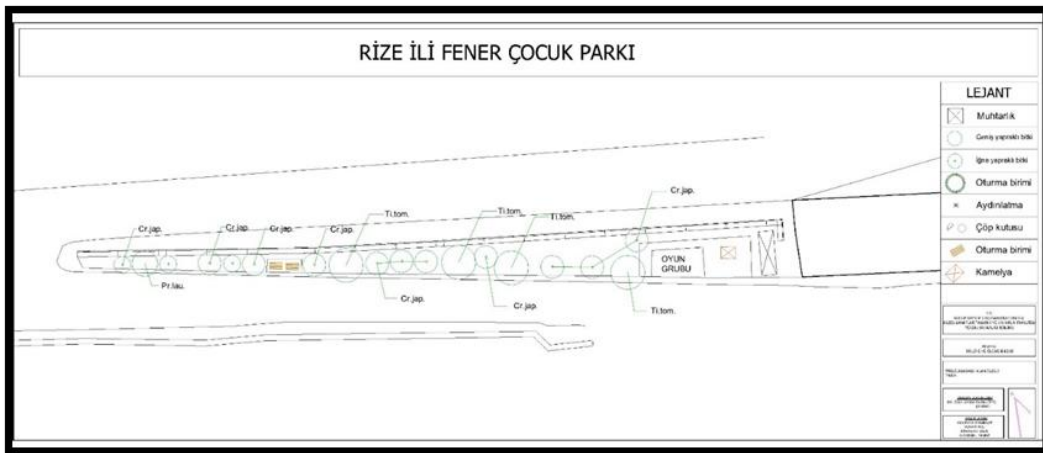 RİZE İLİ FENER ÇOCUK PARKI
LEJANT
Muhtarlık
Geniş yapraklı bitki
İğne yapraklı bitki
Oturma birimi
Aydınlatma
Çöp kutusu
Oturma birimi
Kamelya
Cr.jap.
Ti.tom.
Ti.tom.
Ti.tom.
Cr.jap.
Cr.jap.
Cr.jap.
Cr.jap.
Pr.lau.
OYUN
GRUBU
Cr.jap.
Cr.jap.
Ti.tom.